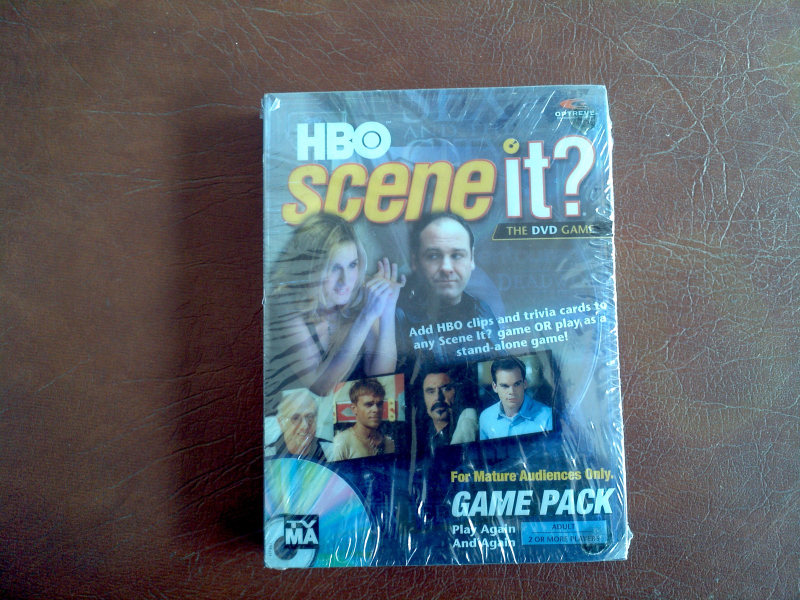 OPTREVE
HBO
scene it?
THE DVD GAME
Add HBO clips and trivia cards to
any Scene It? game OR play as a
stand-alone game!
For Mature Audiences Only.
GAME PACK
Play Again
And Again
ADULT
2 OR MORE PLAYERS
TV
MA